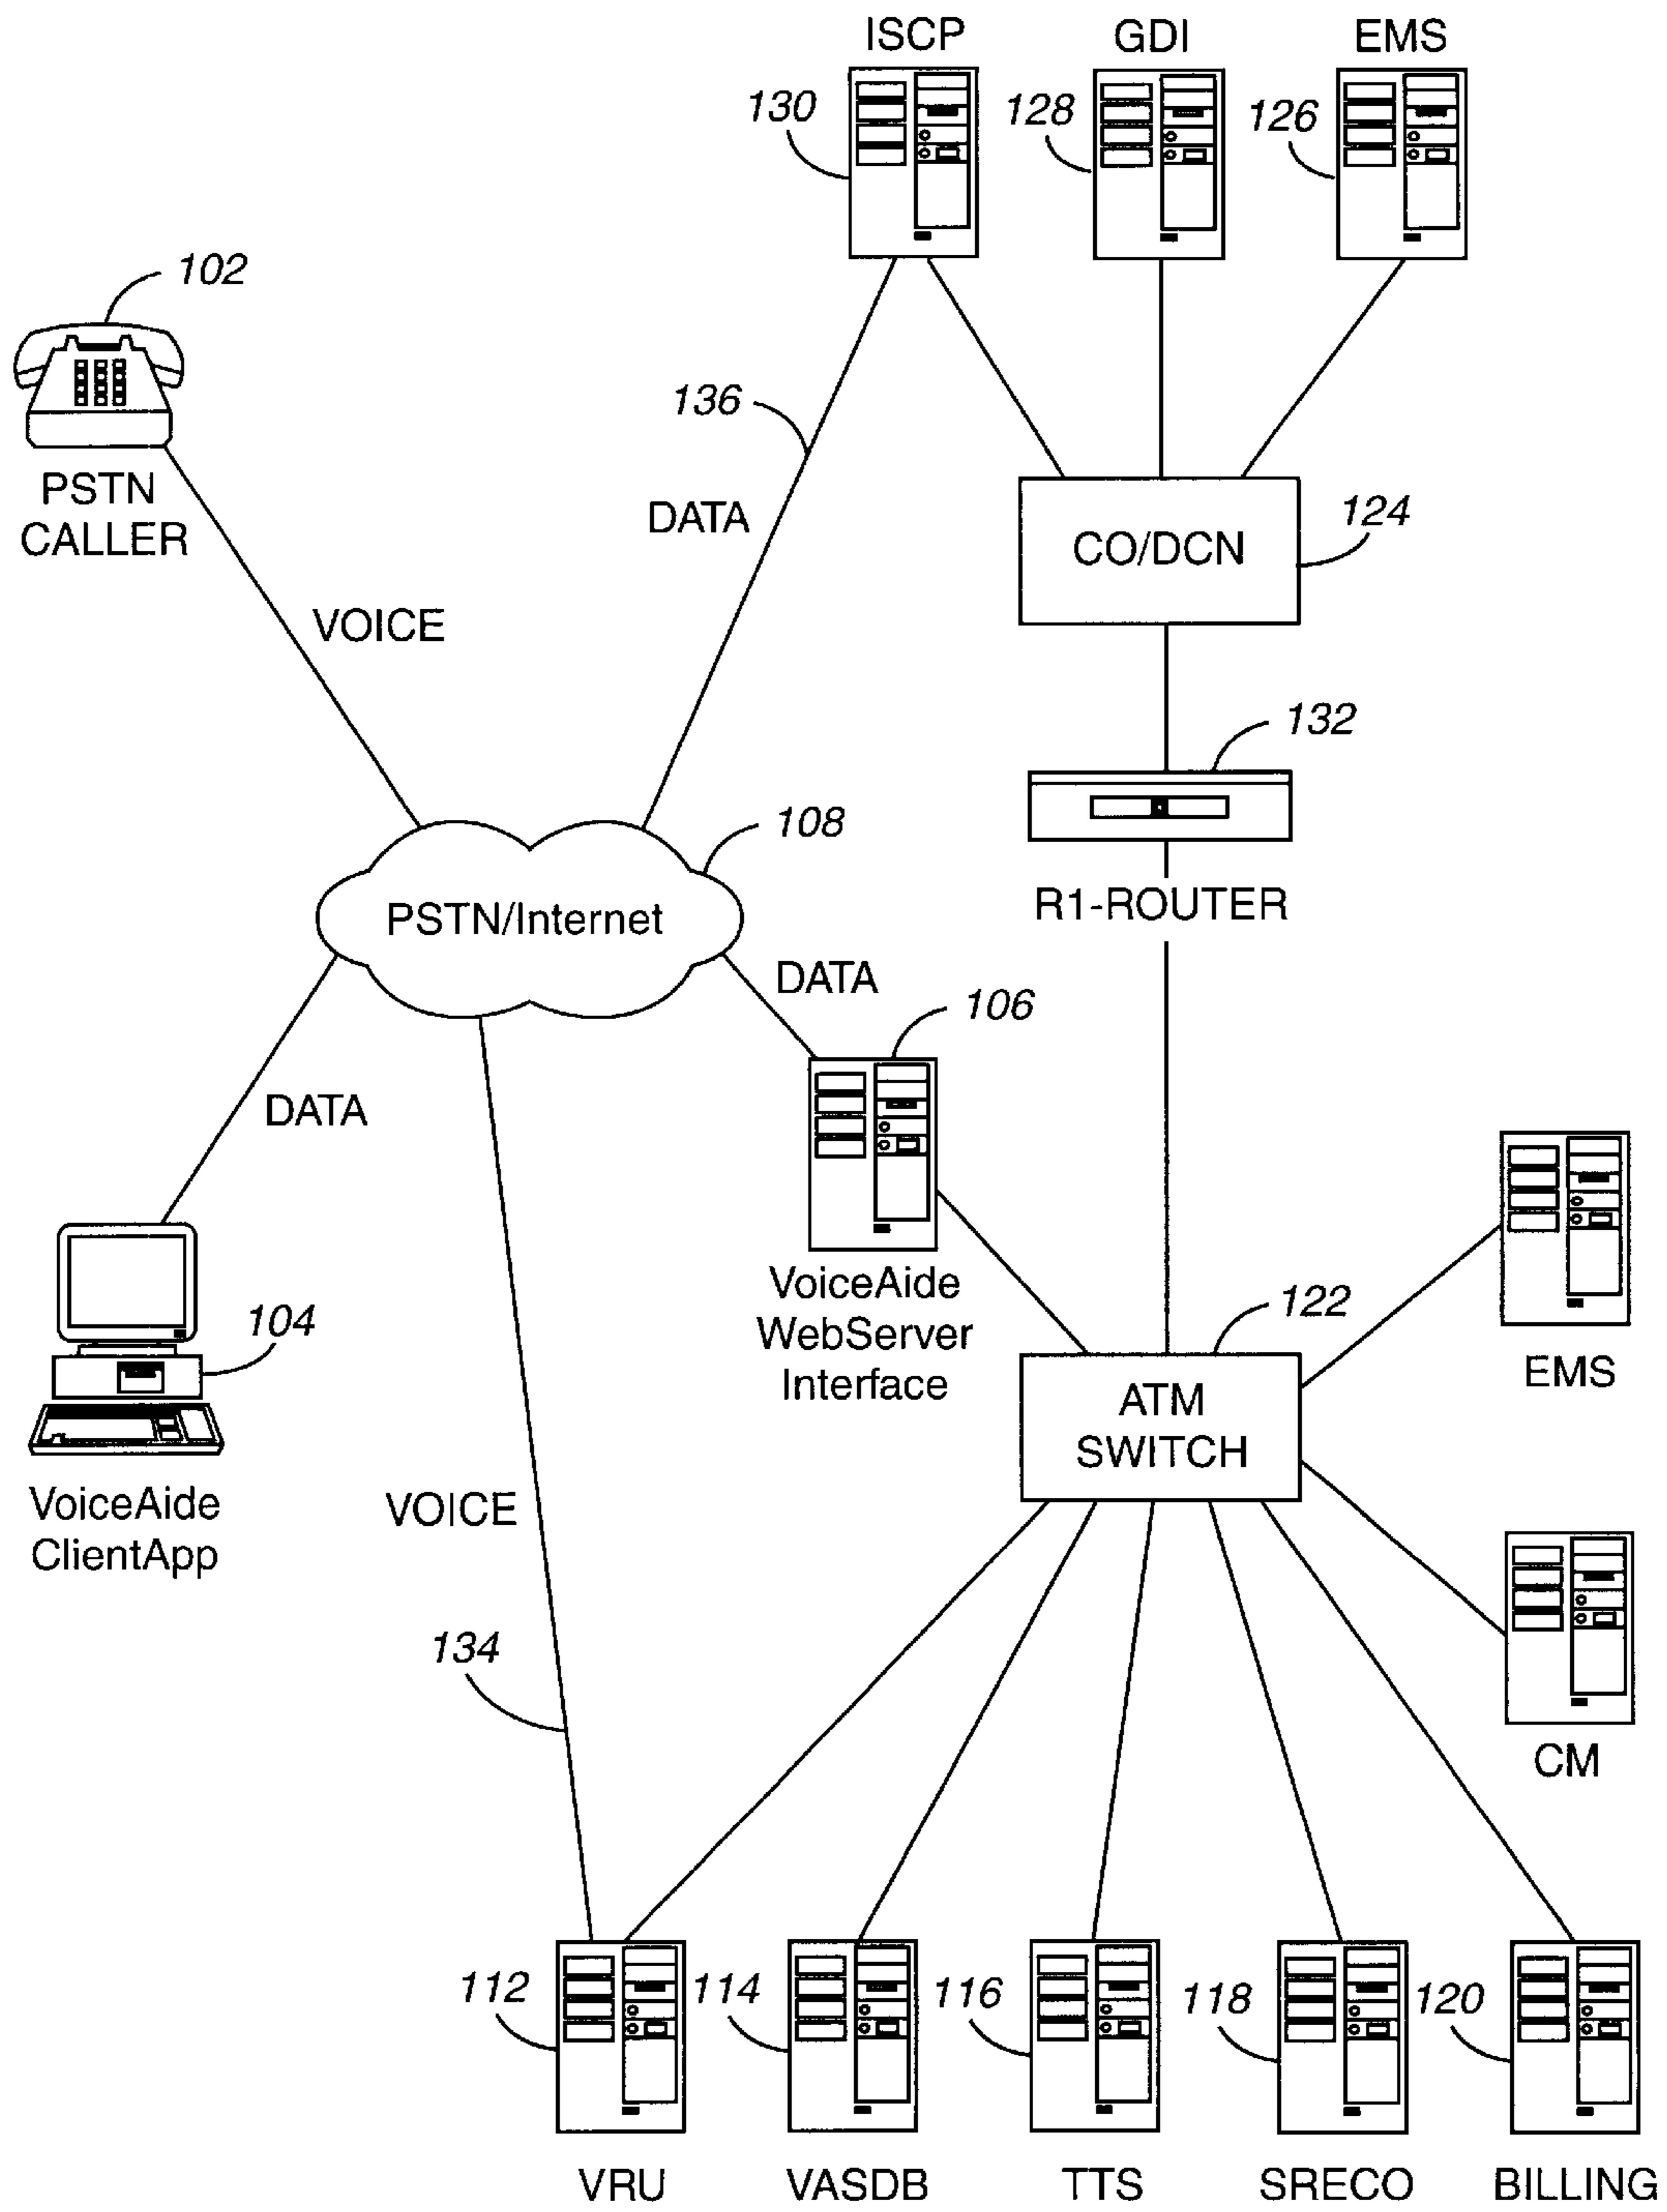 ISCP
GDI
EMS
130
128
126
102
PSTN
CALLER
136
DATA
CO/DCN
124
VOICE
132
108
R1-ROUTER
PSTN/Internet
DATA
106
DATA
VoiceAide
WebServer
Interface
122
104
EMS
ATM
SWITCH
VoiceAide
ClientApp
VOICE
134
CM
112
114
116
118
120
VRU
VASDB
TTS
SRECO
BILLING